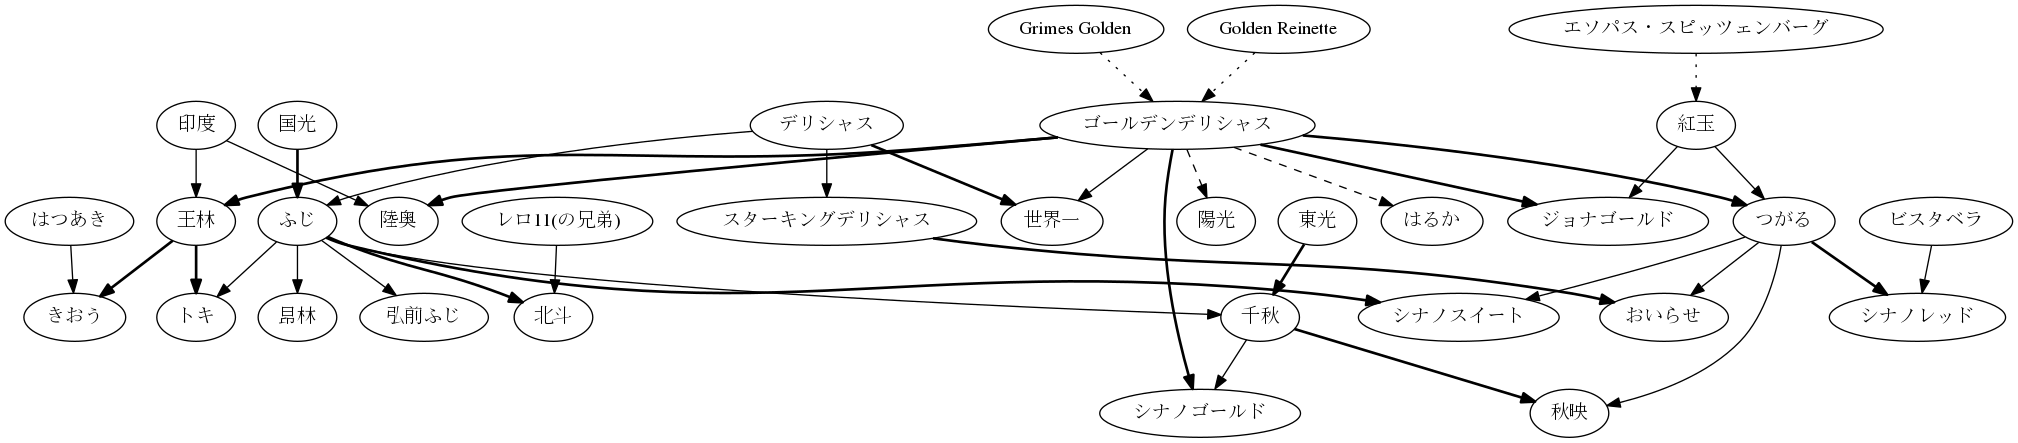 Grimes Golden
Golden Reinette
エソパス・スピッツェンバーグ
印度
国光
デリシャス
ゴールデンデリシャス
紅玉
はつあき
王林
ふじ
陸奥
レロ11(の兄弟)
スターキングデリシャス
世界一
陽光
東光
はるか
ジョナゴールド
つがる
ビスタベラ
きおう
トキ
昂林
弘前ふじ
北斗
千秋
シナノスイート
おいらせ
シナノレッド
シナノゴールド
秋映